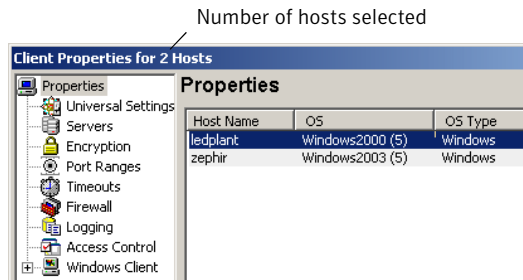 Number of hosts selected
Client Properties for 2 Hosts
Properties
Universal Settings
Servers
Encryption
Port Ranges
Timeouts
Firewall
Logging
Access Control
Windows Client
Properties
Host Name OS OS Type
ledplant Windows2000 (5) Windows
zephir Windows2003 (5) Windows